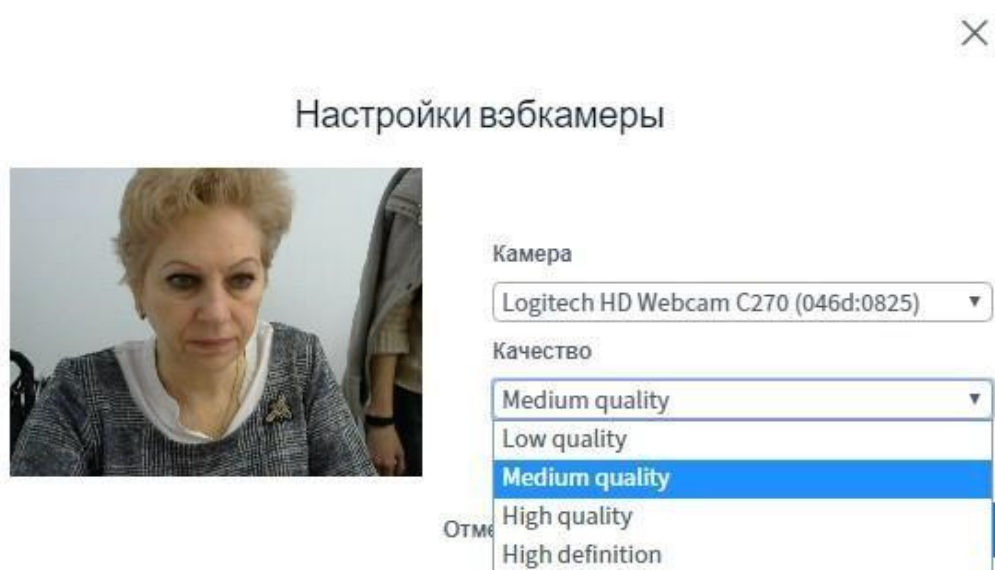 Настройки вэбкамеры
Камера
Logitech HD Webcam C270 (046d:0825)
Качество
Medium quality
Low quality
Medium quality
High quality
High definition